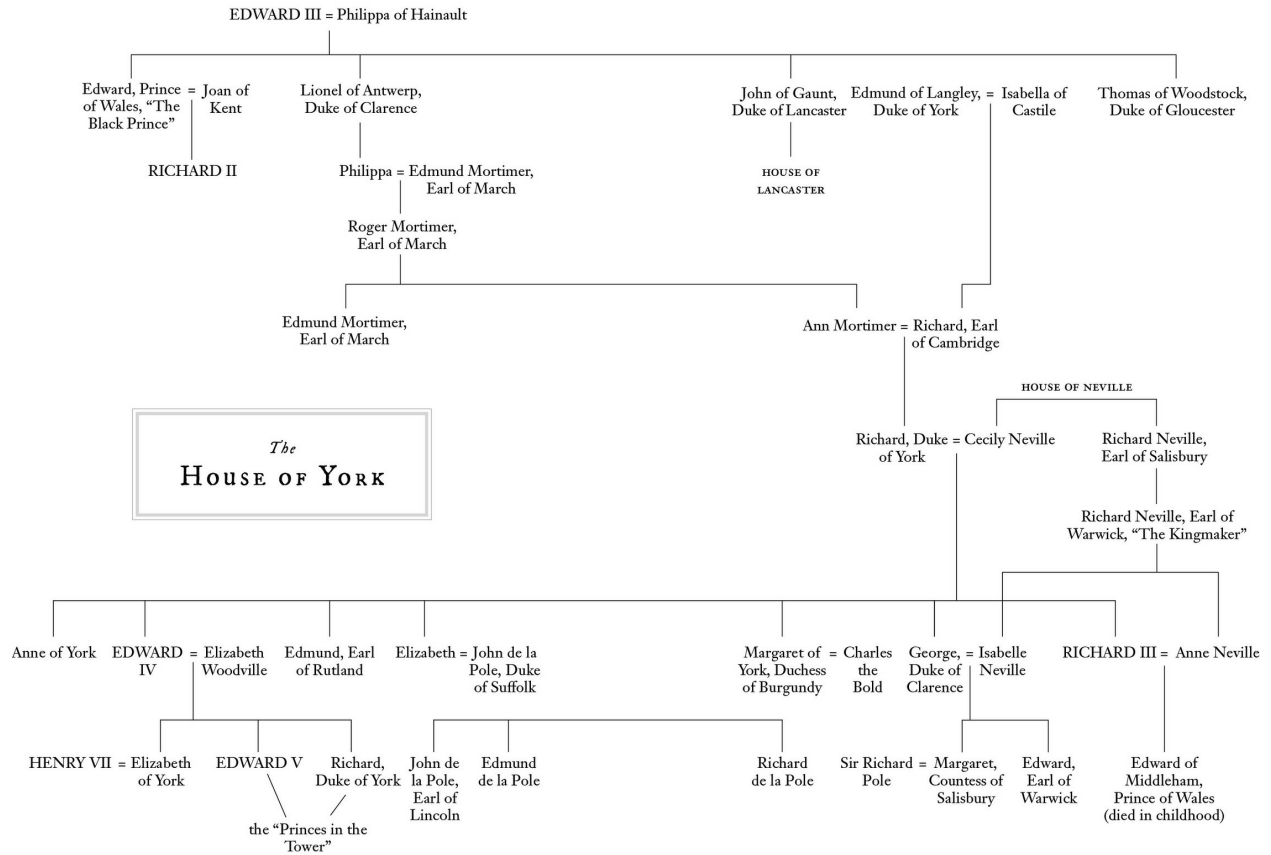 EDWARD III = Philippa of Hainault
Edward, Prince = Joan of
of Wales, “The Kent
Black Prince”
Lionel of Antwerp,
Duke of Clarence
John of Gaunt,
Duke of Lancaster
Edmund of Langley, = Isabella of
Duke of York Castile
Thomas of Woodstock,
Duke of Gloucester
RICHARD II
Philippa = Edmund Mortimer,
Earl of March
HOUSE OF
LANCASTER
Roger Mortimer,
Earl of March
Edmund Mortimer,
Earl of March
Ann Mortimer = Richard, Earl
of Cambridge
HOUSE OF NEVILLE
The
HOUSE OF YORK
Richard, Duke = Cecily Neville
of York
Richard Neville,
Earl of Salisbury
Richard Neville, Earl of
Warwick, “The Kingmaker”
Anne of York
EDWARD = Elizabeth
IV Woodville
Edmund, Earl
of Rutland
Elizabeth = John de la
Pole, Duke
of Suffolk
Margaret of = Charles
York, Duchess the
of Burgundy Bold
George, = Isabelle
Duke of Neville
Clarence
RICHARD III = Anne Neville
HENRY VII = Elizabeth
of York
EDWARD V
Richard,
Duke of York
the “Princes in the
Tower”
John de
la Pole,
Earl of
Lincoln
Edmund
de la Pole
Richard
de la Pole
Sir Richard = Margaret,
Pole Countess of
Salisbury
Edward,
Earl of
Warwick
Edward of
Middleham,
Prince of Wales
(died in childhood)